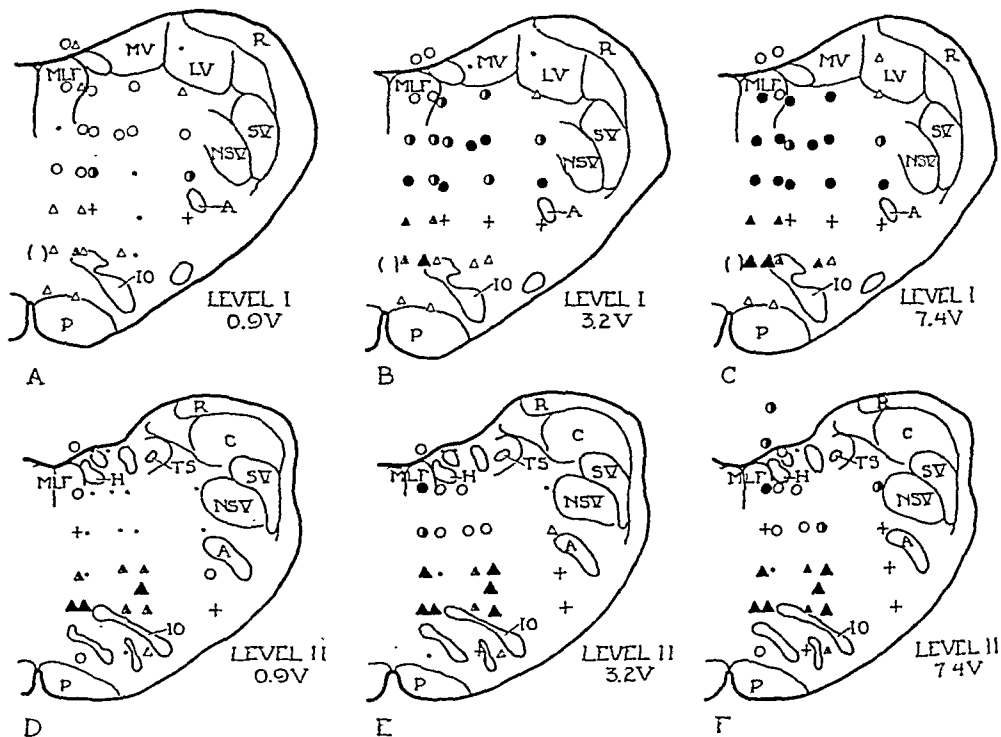 R
MV
MLF
LV
SV
NSV
A
( )
IO
LEVEL I
0.9V
P
A
R
MV
MLF
LV
SV
NSV
A
( )
IO
LEVEL I
3.2V
P
B
R
MV
MLF
LV
SV
NSV
A
( )
IO
LEVEL I
7.4V
P
C
R
C
TS
MLF
H
SV
NSV
A
IO
LEVEL II
0.9V
P
D
R
C
TS
MLF
H
SV
NSV
A
IO
LEVEL II
3.2V
P
E
R
C
TS
MLF
H
SV
NSV
A
IO
LEVEL II
7.4V
P
F